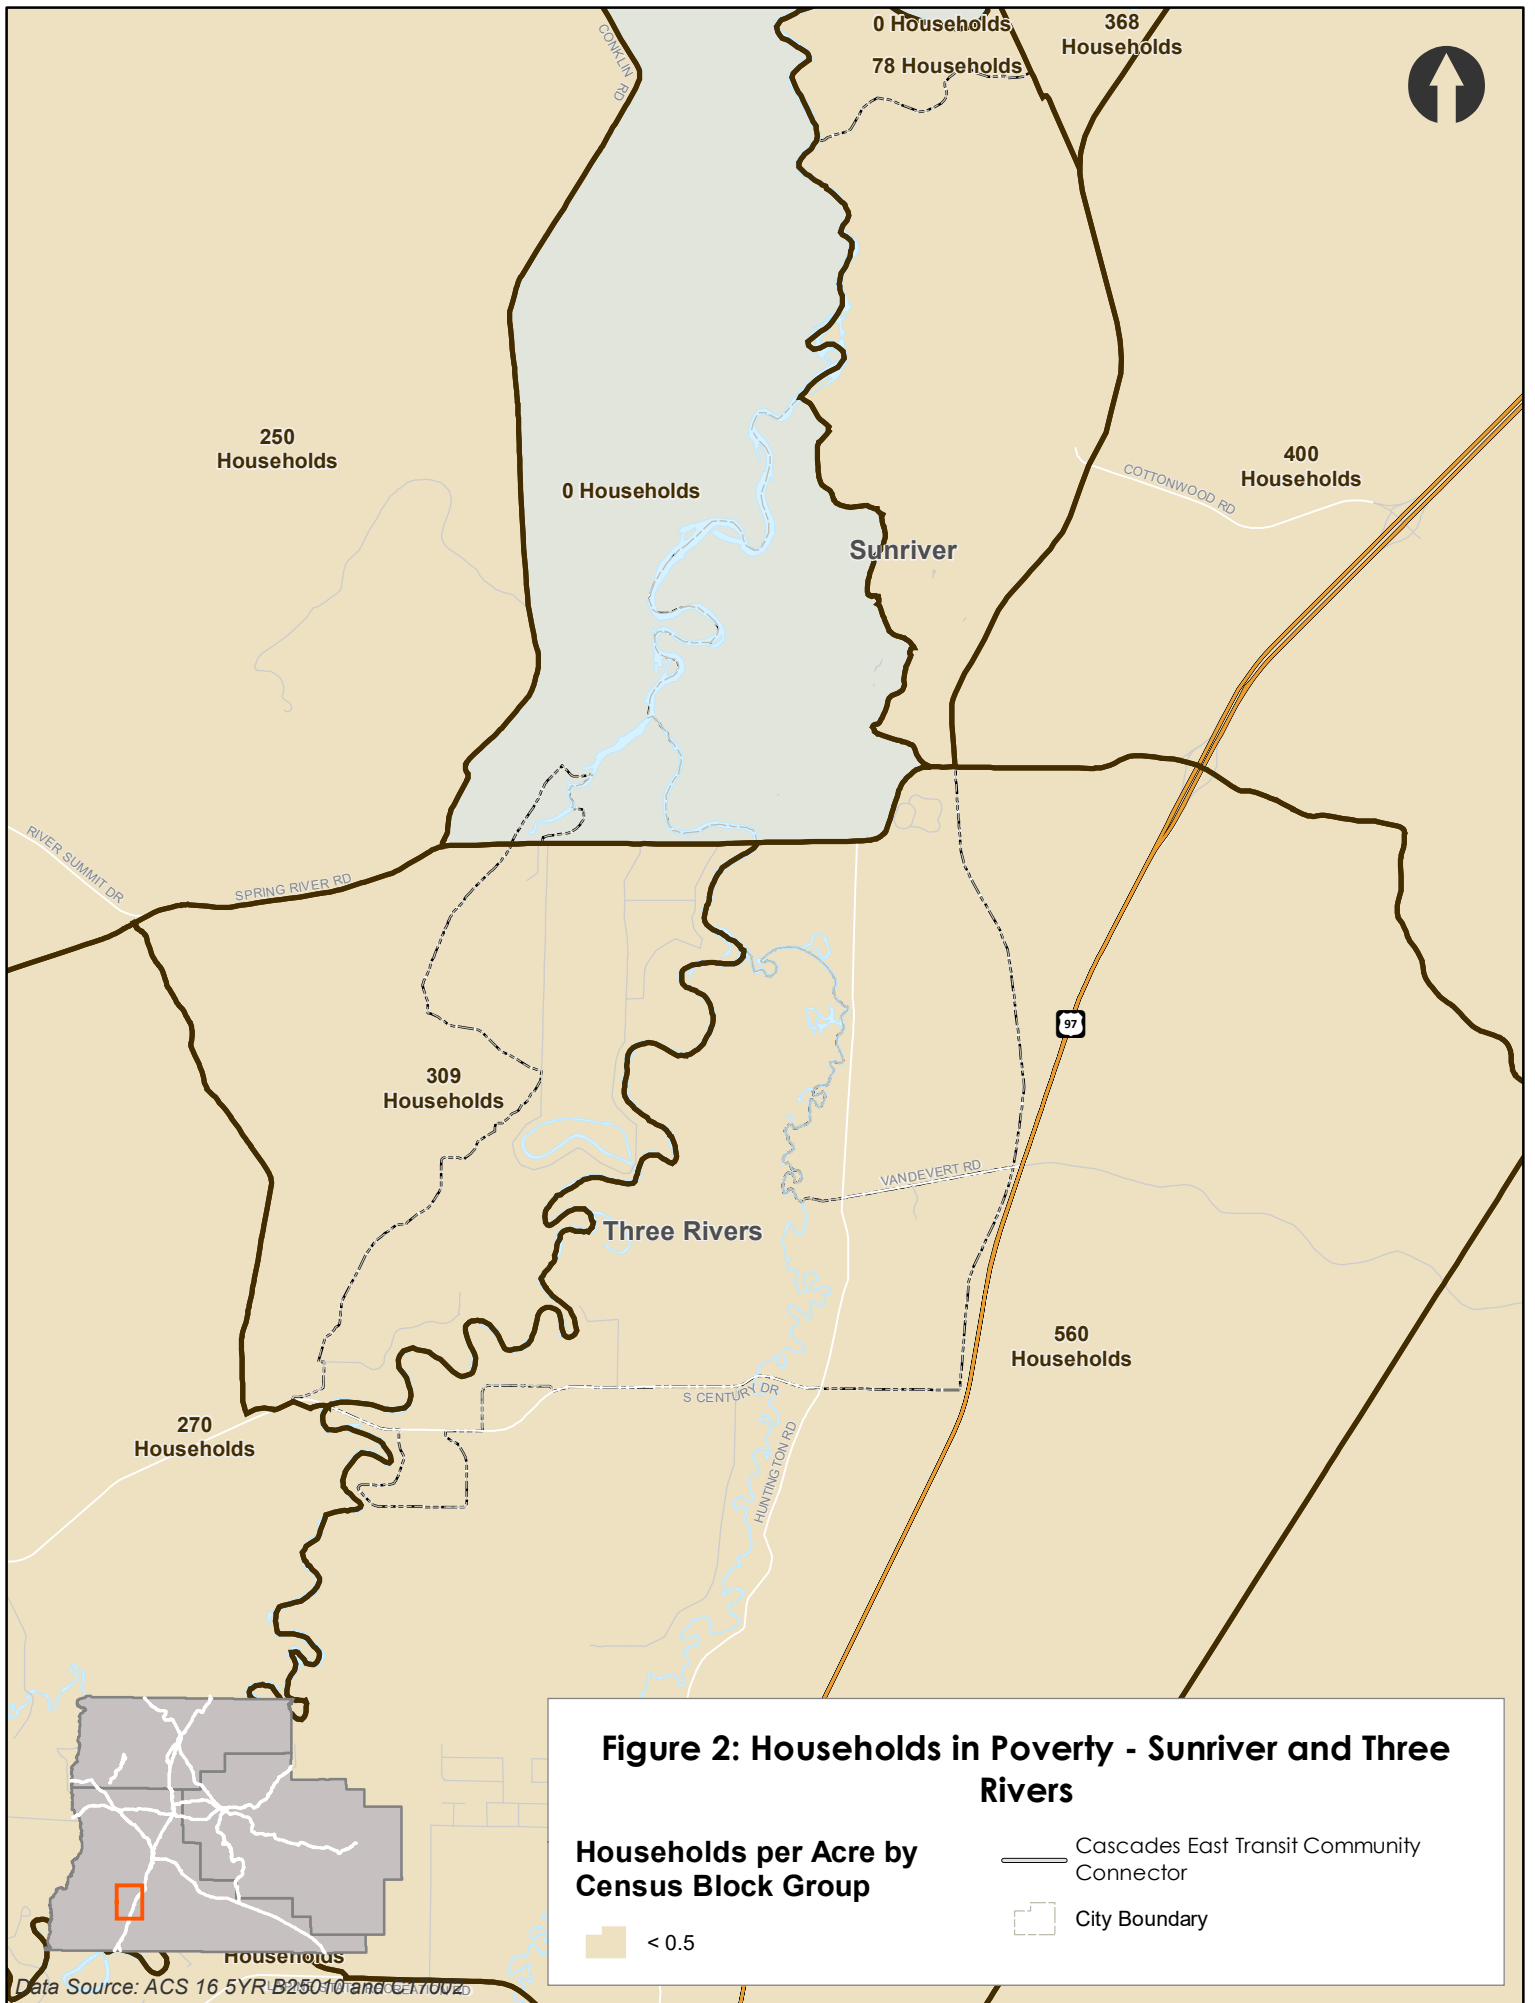 0 Households
368
Households
78 Households
CONKLIN RD
250
Households
400
Households
0 Households
COTTONWOOD RD
Sunriver
RIVER SUMMIT DR
SPRING RIVER RD
97
309
Households
VANDEVERT RD
Three Rivers
560
Households
S CENTURY DR
270
Households
HUNTINGTON RD
Figure 2: Households in Poverty - Sunriver and Three
Rivers
Households per Acre by
Census Block Group
< 0.5
Cascades East Transit Community
Connector
City Boundary
Households
Data Source: ACS 16 5YR B25010 and C17002